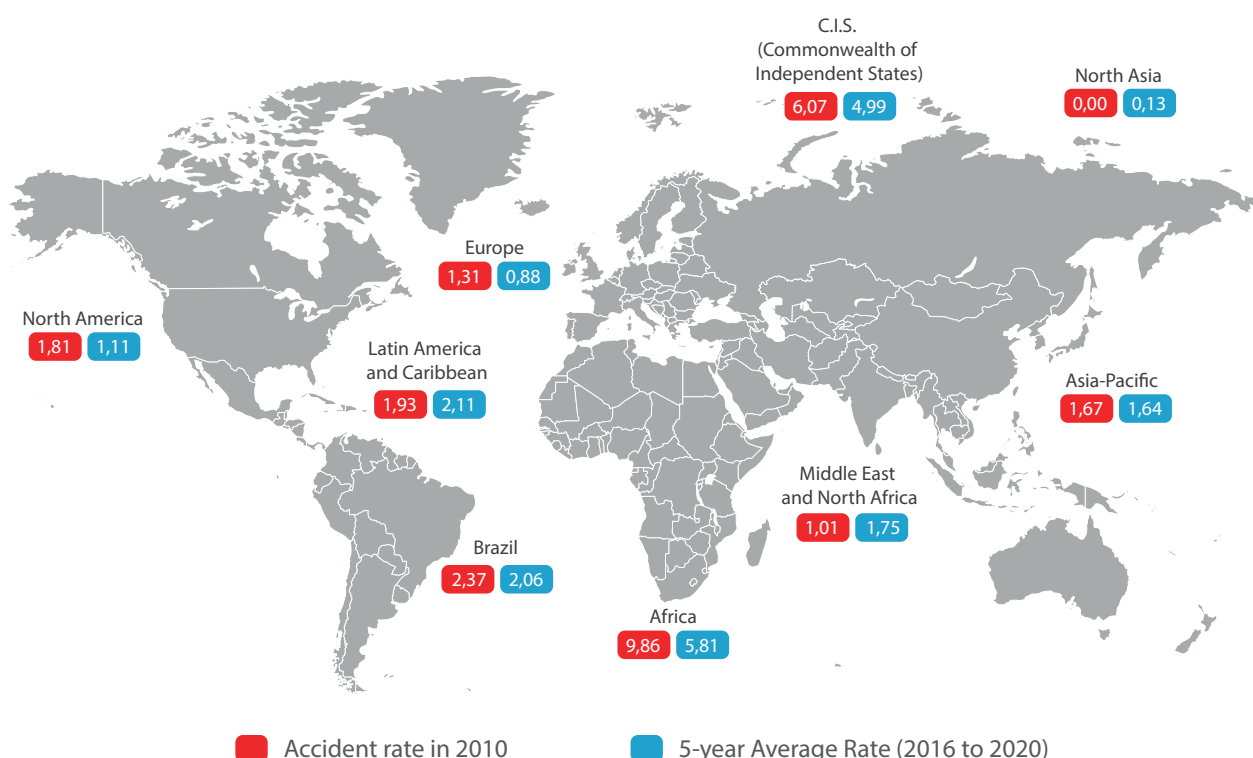 C.I.S.
(Commonwealth of
Independent States)
6,07 4,99
North Asia
0,00 0,13
Europe
1,31 0,88
North America
1,81 1,11
Latin America
and Caribbean
1,93 2,11
Asia-Pacific
1,67 1,64
Middle East
and North Africa
1,01 1,75
Brazil
2,37 2,06
Africa
9,86 5,81
Accident rate in 2010
5-year Average Rate (2016 to 2020)